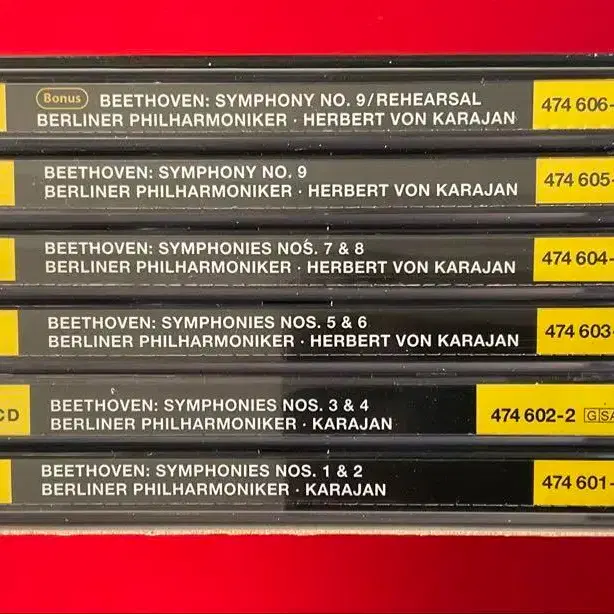 Bonus BEETHOVEN: SYMPHONY NO. 9/REHEARSAL
BERLINER PHILHARMONIKER · HERBERT VON KARAJAN
474 606-
BEETHOVEN: SYMPHONY NO. 9
BERLINER PHILHARMONIKER · HERBERT VON KARAJAN
474 605-
BEETHOVEN: SYMPHONIES NOS. 7 & 8
BERLINER PHILHARMONIKER · HERBERT VON KARAJAN
474 604-
BEETHOVEN: SYMPHONIES NOS. 5 & 6
BERLINER PHILHARMONIKER · HERBERT VON KARAJAN
474 603-
CD
BEETHOVEN: SYMPHONIES NOS. 3 & 4
BERLINER PHILHARMONIKER · KARAJAN
474 602-2 GSA
BEETHOVEN: SYMPHONIES NOS. 1 & 2
BERLINER PHILHARMONIKER · KARAJAN
474 601-